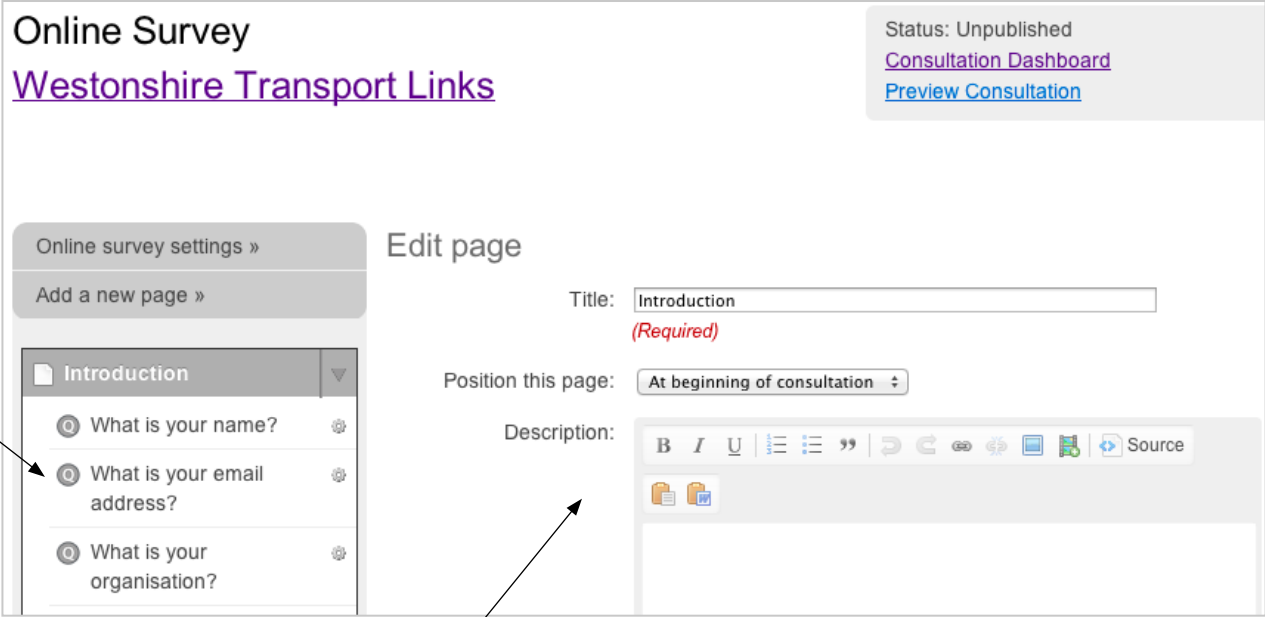 Online Survey
Westonshire Transport Links
Status: Unpublished
Consultation Dashboard
Preview Consultation
Online survey settings »
Add a new page »
Introduction
Q What is your name?
Q What is your email
address?
Q What is your
organisation?
Edit page
Title: Introduction
(Required)
Position this page: At beginning of consultation
Description:
B I U Source